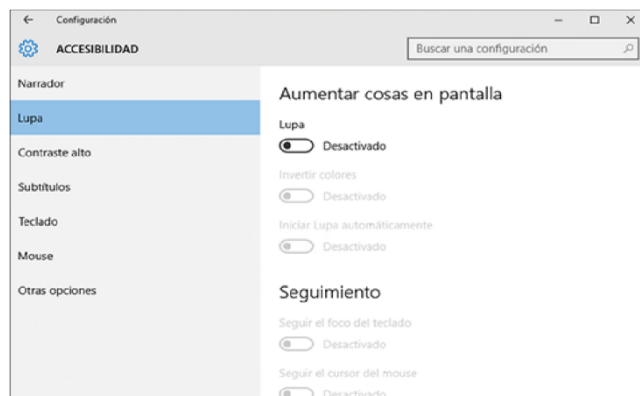 Configuración
ACCESIBILIDAD
Buscar una configuración
Narrador
Lupa
Contraste alto
Subtítulos
Teclado
Mouse
Otras opciones
Aumentar cosas en pantalla
Lupa
Desactivado
Invertir colores
Desactivado
Iniciar Lupa automáticamente
Desactivado
Seguimiento
Seguir el foco del teclado
Desactivado
Seguir el cursor del mouse
Desactivado